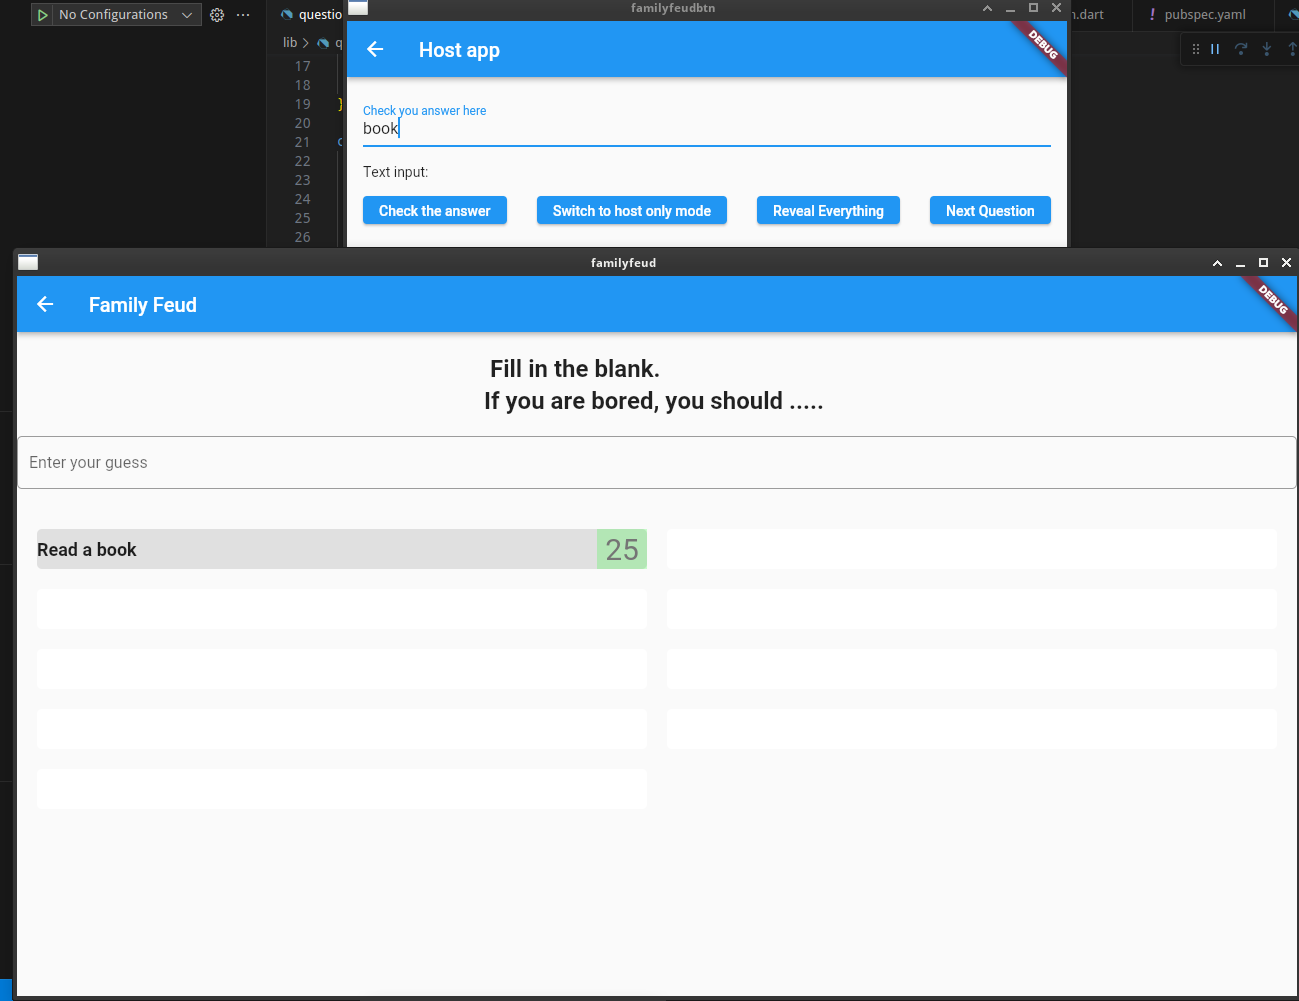 No Configurations
questio
familyfeudbtn
n.dart
! pubspec.yaml
lib > q
Host app
DEBUG
17
18
19 }
20
21 c
22
23
24
25
26
Check you answer here
book
Text input:
Check the answer
Switch to host only mode
Reveal Everything
Next Question
familyfeud
Family Feud
DEBUG
Fill in the blank.
If you are bored, you should .....
Enter your guess
Read a book 25